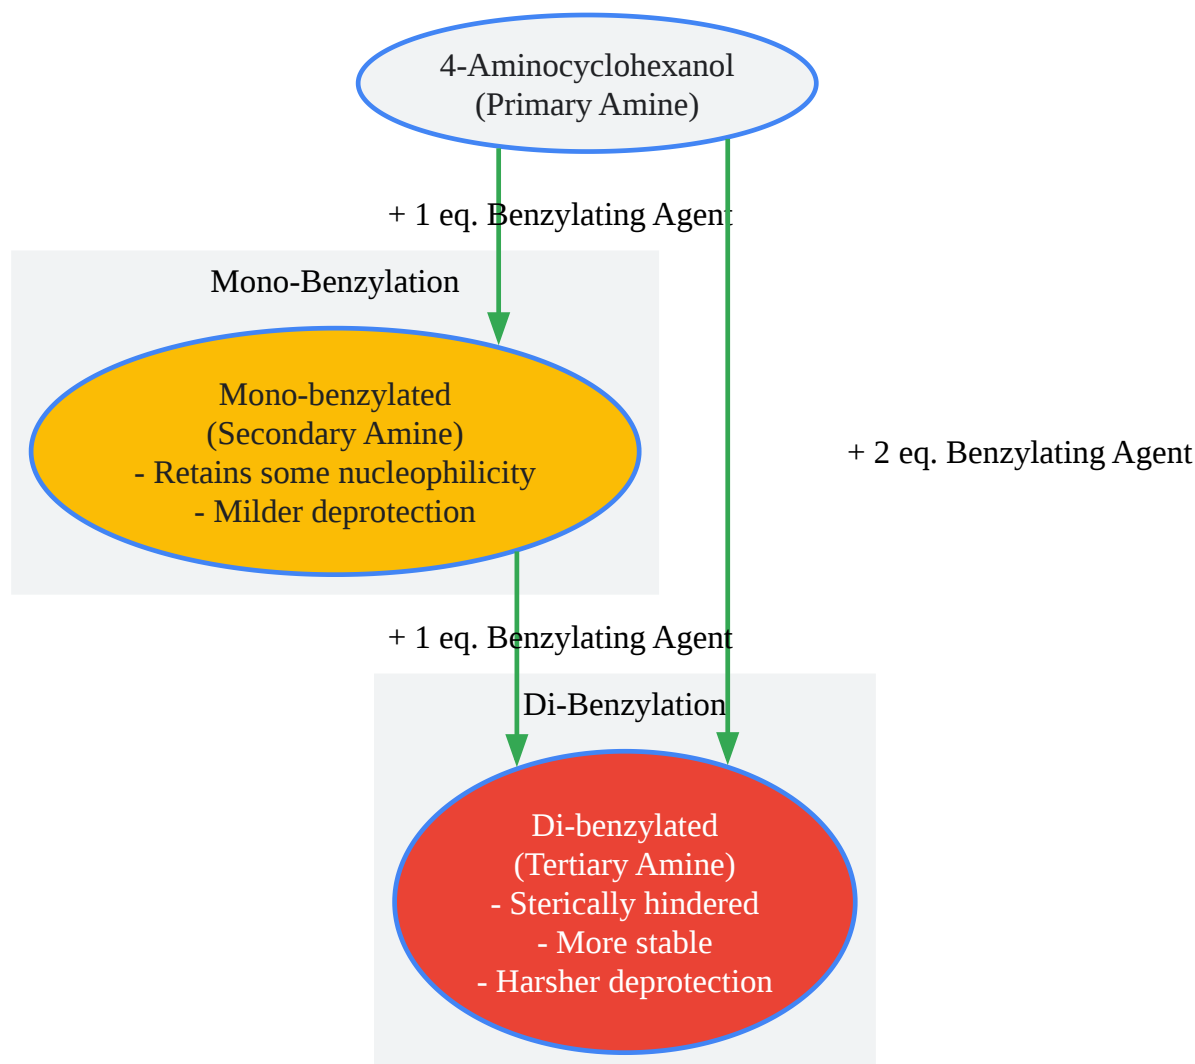 4-Aminocyclohexanol
(Primary Amine)
+ 1 eq. Benzylating Agent
Mono-Benzylation
Mono-benzylated
(Secondary Amine)
- Retains some nucleophilicity
- Milder deprotection
+ 2 eq. Benzylating Agent
+ 1 eq. Benzylating Agent
Di-Benzylation
Di-benzylated
(Tertiary Amine)
- Sterically hindered
- More stable
- Harsher deprotection